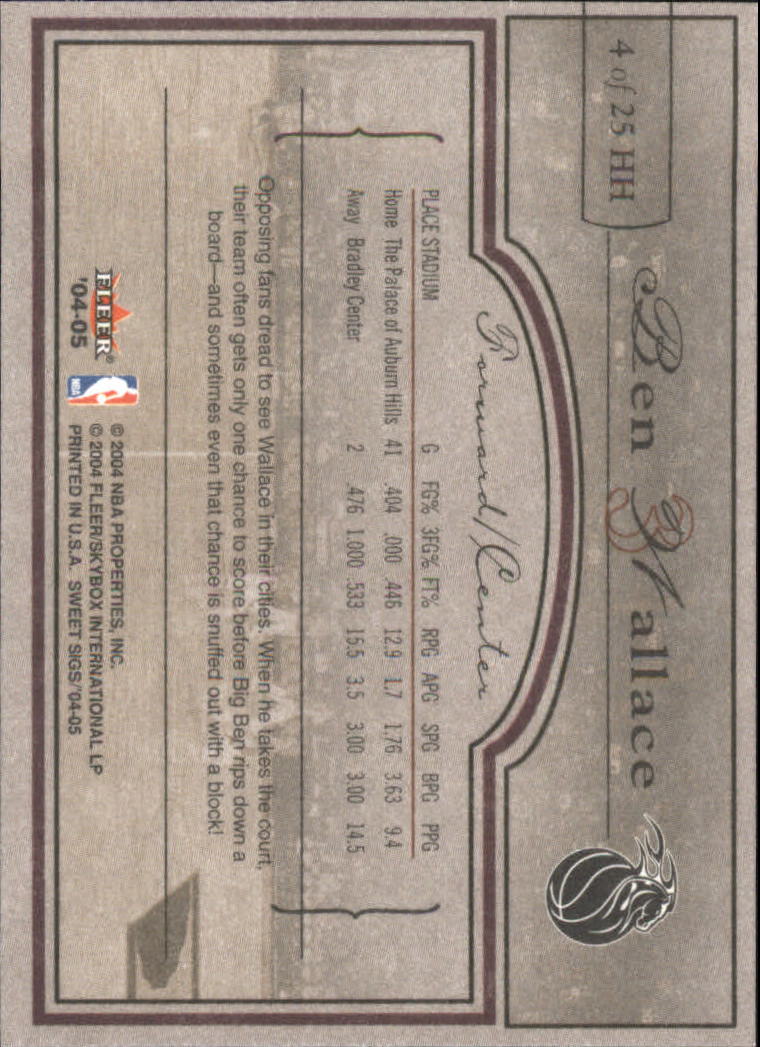 4 of 25 HH
Ben Wallace
Forward/Center
PLACE STADIUM G FG% 3FG% FT% RPG APG SPG BPG PPG
Home The Palace of Auburn Hills 41 .404 .000 .446 12.9 1.7 1.76 3.63 9.4
Away Bradley Center 2 .476 1.000 .533 15.5 3.5 3.00 3.00 14.5
Opposing fans dread to see Wallace in their cities. When he takes the court,
their team often gets only one chance to score before Big Ben rips down a
board—and sometimes even that chance is snuffed out with a block!
FLEER®
'04-05
NBA
© 2004 NBA PROPERTIES, INC.
© 2004 FLEER/SKYBOX INTERNATIONAL LP
PRINTED IN U.S.A. SWEET SIGS/'04-05